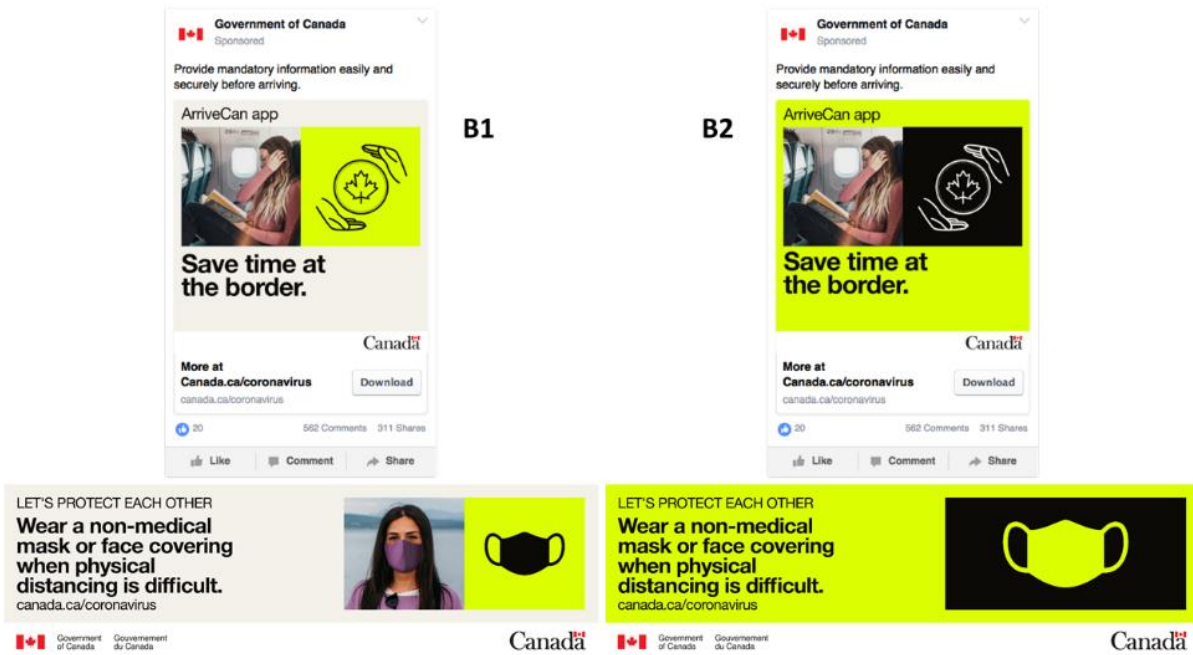 Government of Canada
Sponsored
Provide mandatory information easily and
securely before arriving.
ArriveCan app
Save time at
the border.
Canada
More at
Canada.ca/coronavirus
canada.ca/coronavirus
Download
20
562 Comments 311 Shares
Like Comment Share
B1
B2
Government of Canada
Sponsored
Provide mandatory information easily and
securely before arriving.
ArriveCan app
Save time at
the border.
Canada
More at
Canada.ca/coronavirus
canada.ca/coronavirus
Download
20
562 Comments 311 Shares
Like Comment Share
LET'S PROTECT EACH OTHER
Wear a non-medical
mask or face covering
when physical
distancing is difficult.
canada.ca/coronavirus
Government Gouvernement
of Canada du Canada
Canada
LET'S PROTECT EACH OTHER
Wear a non-medical
mask or face covering
when physical
distancing is difficult.
canada.ca/coronavirus
Government Gouvernement
of Canada du Canada
Canada